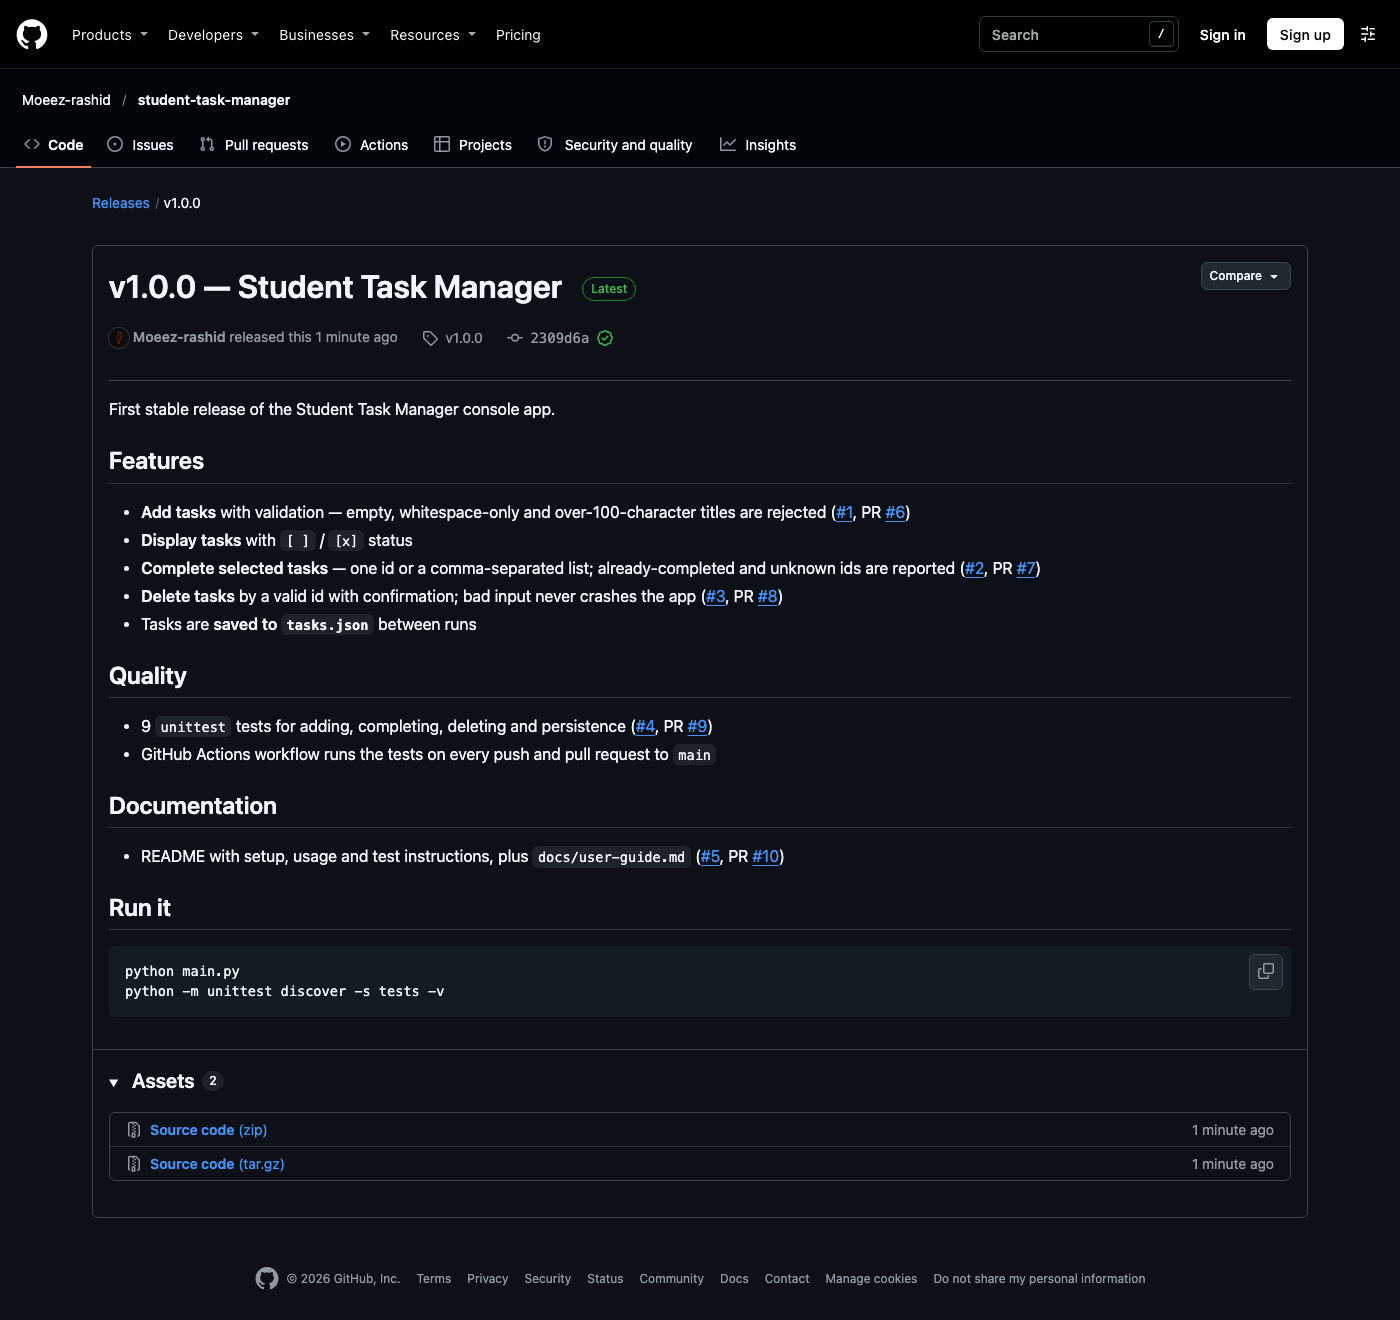 Products Developers Businesses Resources Pricing Search / Sign in Sign up
Moeez-rashid / student-task-manager
Code Issues Pull requests Actions Projects Security and quality Insights
Releases / v1.0.0
v1.0.0 — Student Task Manager Latest Compare
Moeez-rashid released this 1 minute ago v1.0.0 2309d6a
First stable release of the Student Task Manager console app.
Features
• Add tasks with validation — empty, whitespace-only and over-100-character titles are rejected (#1, PR #6)
• Display tasks with [ ] / [x] status
• Complete selected tasks — one id or a comma-separated list; already-completed and unknown ids are reported (#2, PR #7)
• Delete tasks by a valid id with confirmation; bad input never crashes the app (#3, PR #8)
• Tasks are saved to tasks.json between runs
Quality
• 9 unittest tests for adding, completing, deleting and persistence (#4, PR #9)
• GitHub Actions workflow runs the tests on every push and pull request to main
Documentation
• README with setup, usage and test instructions, plus docs/user-guide.md (#5, PR #10)
Run it
python main.py
python -m unittest discover -s tests -v
Assets 2
Source code (zip) 1 minute ago
Source code (tar.gz) 1 minute ago
© 2026 GitHub, Inc. Terms Privacy Security Status Community Docs Contact Manage cookies Do not share my personal information